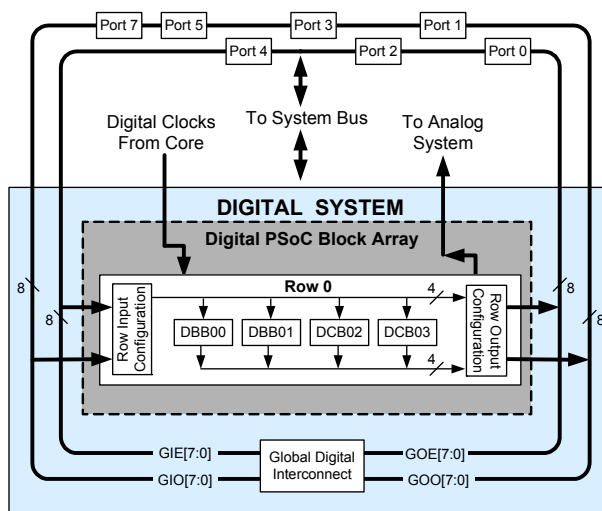 Port 7 Port 5 Port 3 Port 1
Port 4 Port 2 Port 0
Digital Clocks
From Core
To System Bus
To Analog
System
DIGITAL SYSTEM
Digital PSoC Block Array
Row 0
Row Input
Configuration
DBB00 DBB01 DCB02 DCB03
4
4
Row Output
Configuration
8
8
8
8
GIE[7:0]
GIO[7:0]
Global Digital
Interconnect
GOE[7:0]
GOO[7:0]